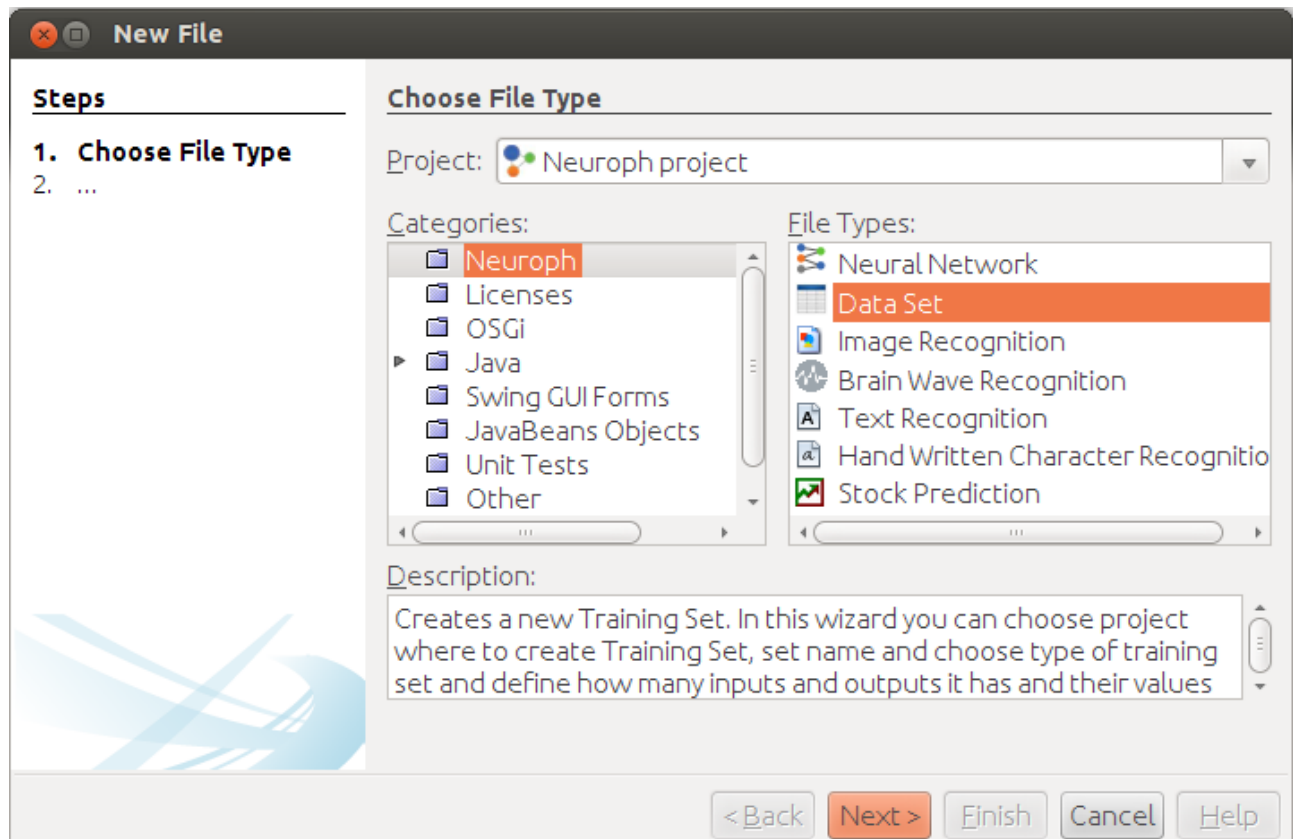 New File
Steps
1. Choose File Type
2. ...
Choose File Type
Project: Neuroph project
Categories:
Neuroph
Licenses
OSGi
Java
Swing GUI Forms
JavaBeans Objects
Unit Tests
Other
File Types:
Neural Network
Data Set
Image Recognition
Brain Wave Recognition
Text Recognition
Hand Written Character Recognitio
Stock Prediction
Description:
Creates a new Training Set. In this wizard you can choose project
where to create Training Set, set name and choose type of training
set and define how many inputs and outputs it has and their values
< Back Next > Finish Cancel Help